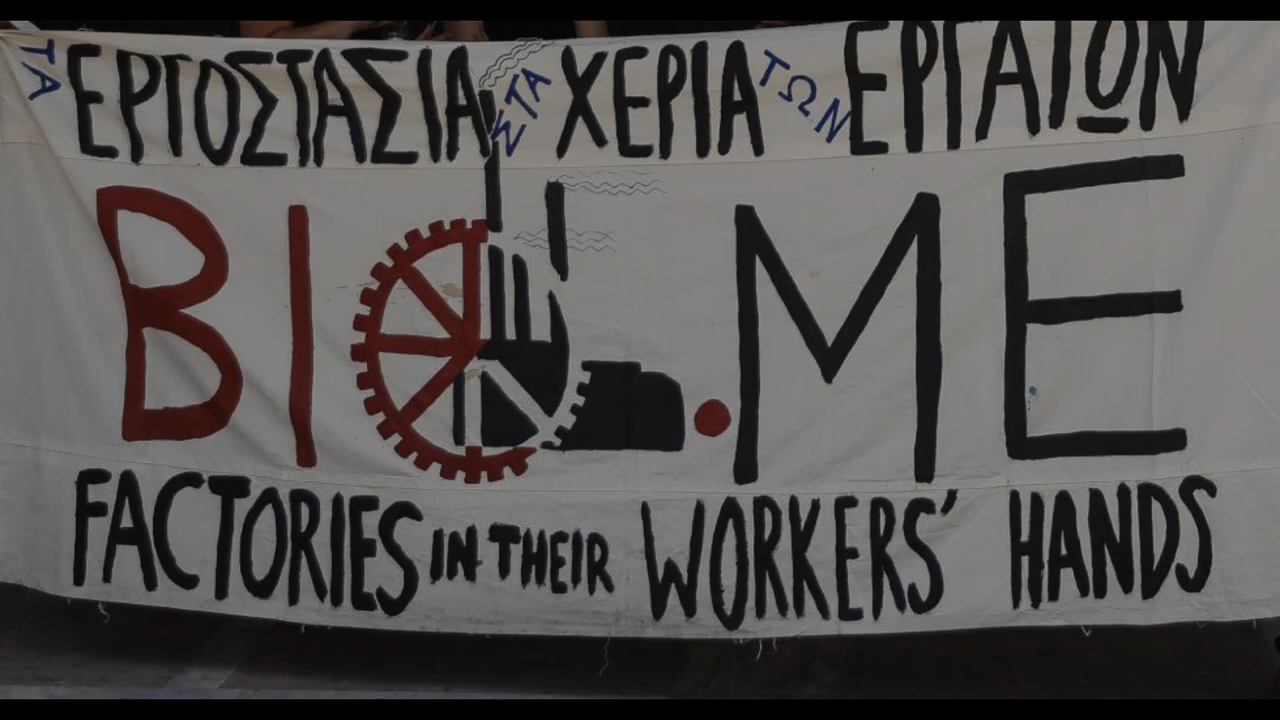 ΤΑ ΕΡΓΟΣΤΑΣΙΑ ΣΤΑ ΧΕΡΙΑ ΤΩΝ ΕΡΓΑΤΩΝ
BIO.ME
FACTORIES IN THEIR WORKERS' HANDS